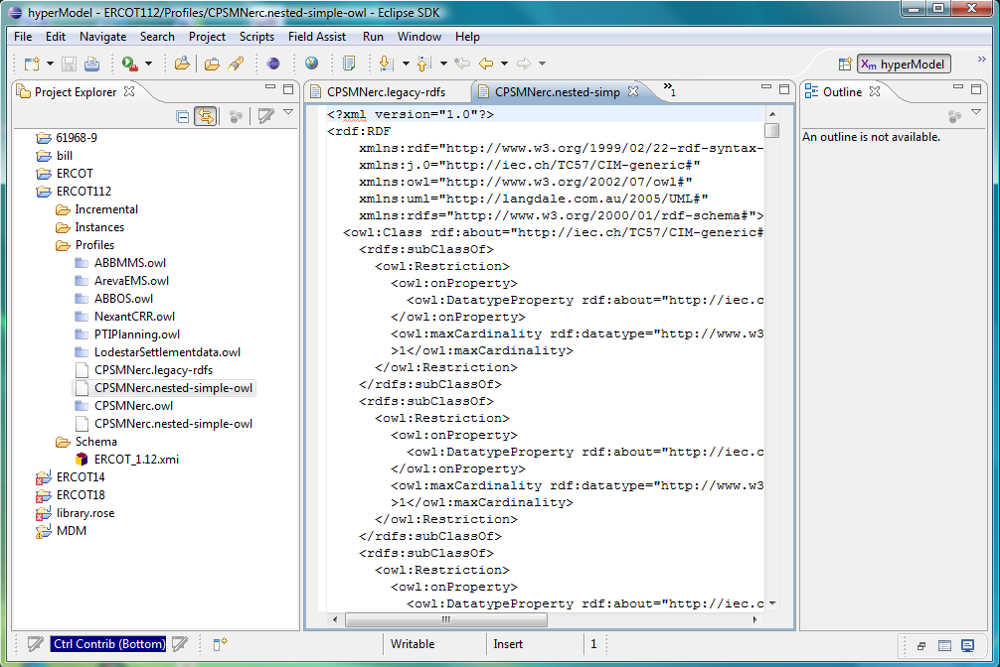 hyperModel - ERCOT112/Profiles/CPSMNerc.nested-simple-owl - Eclipse SDK
File Edit Navigate Search Project Scripts Field Assist Run Window Help
Xm hyperModel
»
Project Explorer
61968-9
bill
ERCOT
ERCOT112
Incremental
Instances
Profiles
ABBMMS.owl
ArevaEMS.owl
ABBOS.owl
NexantCRR.owl
PTIPlanning.owl
LodestarSettlementdata.owl
CPSMNerc.legacy-rdfs
CPSMNerc.nested-simple-owl
CPSMNerc.owl
CPSMNerc.nested-simple-owl
Schema
ERCOT_1.12.xmi
ERCOT14
ERCOT18
library.rose
MDM
CPSMNerc.legacy-rdfs CPSMNerc.nested-simp »1
<?xml version="1.0"?>
<rdf:RDF
xmlns:rdf="http://www.w3.org/1999/02/22-rdf-syntax-
xmlns:j.0="http://iec.ch/TC57/CIM-generic#"
xmlns:owl="http://www.w3.org/2002/07/owl#"
xmlns:uml="http://langdale.com.au/2005/UML#"
xmlns:rdfs="http://www.w3.org/2000/01/rdf-schema#">
<owl:Class rdf:about="http://iec.ch/TC57/CIM-generic#
<rdfs:subClassOf>
<owl:Restriction>
<owl:onProperty>
<owl:DatatypeProperty rdf:about="http://iec.c
</owl:onProperty>
<owl:maxCardinality rdf:datatype="http://www.w3
>1</owl:maxCardinality>
</owl:Restriction>
</rdfs:subClassOf>
<rdfs:subClassOf>
<owl:Restriction>
<owl:onProperty>
<owl:DatatypeProperty rdf:about="http://iec.c
</owl:onProperty>
<owl:maxCardinality rdf:datatype="http://www.w3
>1</owl:maxCardinality>
</owl:Restriction>
</rdfs:subClassOf>
<rdfs:subClassOf>
<owl:Restriction>
<owl:onProperty>
<owl:DatatypeProperty rdf:about="http://iec.c
Outline
An outline is not available.
Ctrl Contrib (Bottom) Writable Insert 1